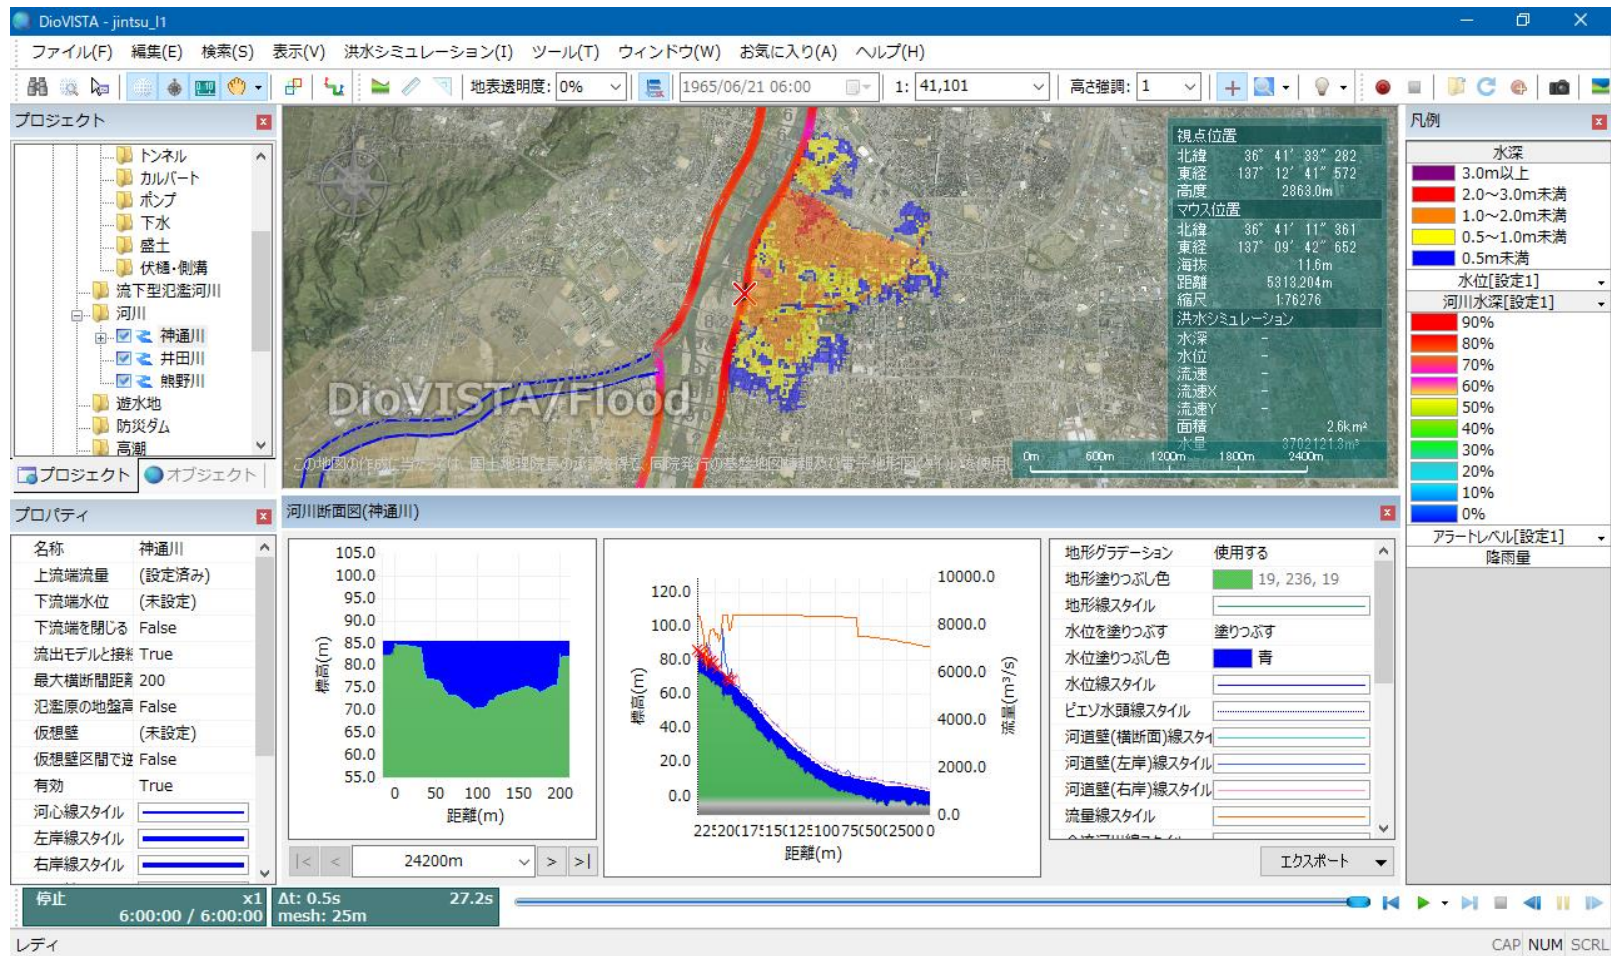 DioVISTA - jintsu_l1
ファイル(F) 編集(E) 検索(S) 表示(V) 洪水シミュレーション(I) ツール(T) ウィンドウ(W) お気に入り(A) ヘルプ(H)
地表透明度: 0% 1965/06/21 06:00 1: 41,101 高さ強調: 1
プロジェクト
トンネル
カルバート
ポンプ
下水
盛土
伏樋・側溝
流下型氾濫河川
河川
神通川
井田川
熊野川
遊水地
防災ダム
高潮
プロジェクト オブジェクト
視点位置
北緯 36° 41′ 33″ 282
東経 137° 12′ 41″ 572
高度 2863.0m
マウス位置
北緯 36° 41′ 11″ 361
東経 137° 09′ 42″ 652
海抜 11.6m
距離 5313.204m
縮尺 1:76276
洪水シミュレーション
水深 -
水位 -
流速 -
流速X -
流速Y -
面積 2.6km²
水量 3702121.3m³
DioVISTA/Flood
0m 600m 1200m 1800m 2400m
凡例
水深
3.0m以上
2.0～3.0m未満
1.0～2.0m未満
0.5～1.0m未満
0.5m未満
水位[設定1]
河川水深[設定1]
90%
80%
70%
60%
50%
40%
30%
20%
10%
0%
アラートレベル[設定1]
降雨量
プロパティ
名称 神通川
上流端流量 (設定済み)
下流端水位 (未設定)
下流端を閉じる False
流出モデルと接続 True
最大横断間距離 200
氾濫原の地盤高 False
仮想壁 (未設定)
仮想壁区間で逆 False
有効 True
河心線スタイル
左岸線スタイル
右岸線スタイル
河川断面図(神通川)
105.0
100.0
95.0
90.0
85.0
80.0
75.0
70.0
65.0
60.0
55.0
標高(m)
0 50 100 150 200
距離(m)
|< < 24200m > >|
120.0
100.0
80.0
60.0
40.0
20.0
0.0
標高(m)
10000.0
8000.0
6000.0
4000.0
2000.0
0.0
流量(m³/s)
距離(m)
地形グラデーション 使用する
地形塗りつぶし色 19, 236, 19
地形線スタイル
水位を塗りつぶす 塗りつぶす
水位塗りつぶし色 青
水位線スタイル
ピエゾ水頭線スタイル
河道壁(横断面)線スタイ
河道壁(左岸)線スタイル
河道壁(右岸)線スタイル
流量線スタイル
エクスポート
停止 x1
6:00:00 / 6:00:00
Δt: 0.5s 27.2s
mesh: 25m
レディ
CAP NUM SCRL